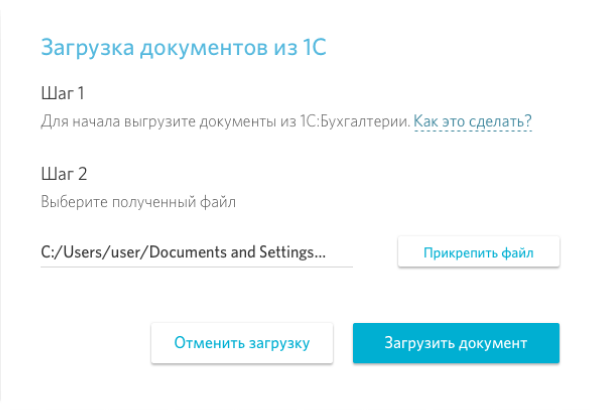 Загрузка документов из 1С
Шаг 1
Для начала выгрузите документы из 1С:Бухгалтерии. Как это сделать?
Шаг 2
Выберите полученный файл
C:/Users/user/Documents and Settings...
Прикрепить файл
Отменить загрузку
Загрузить документ